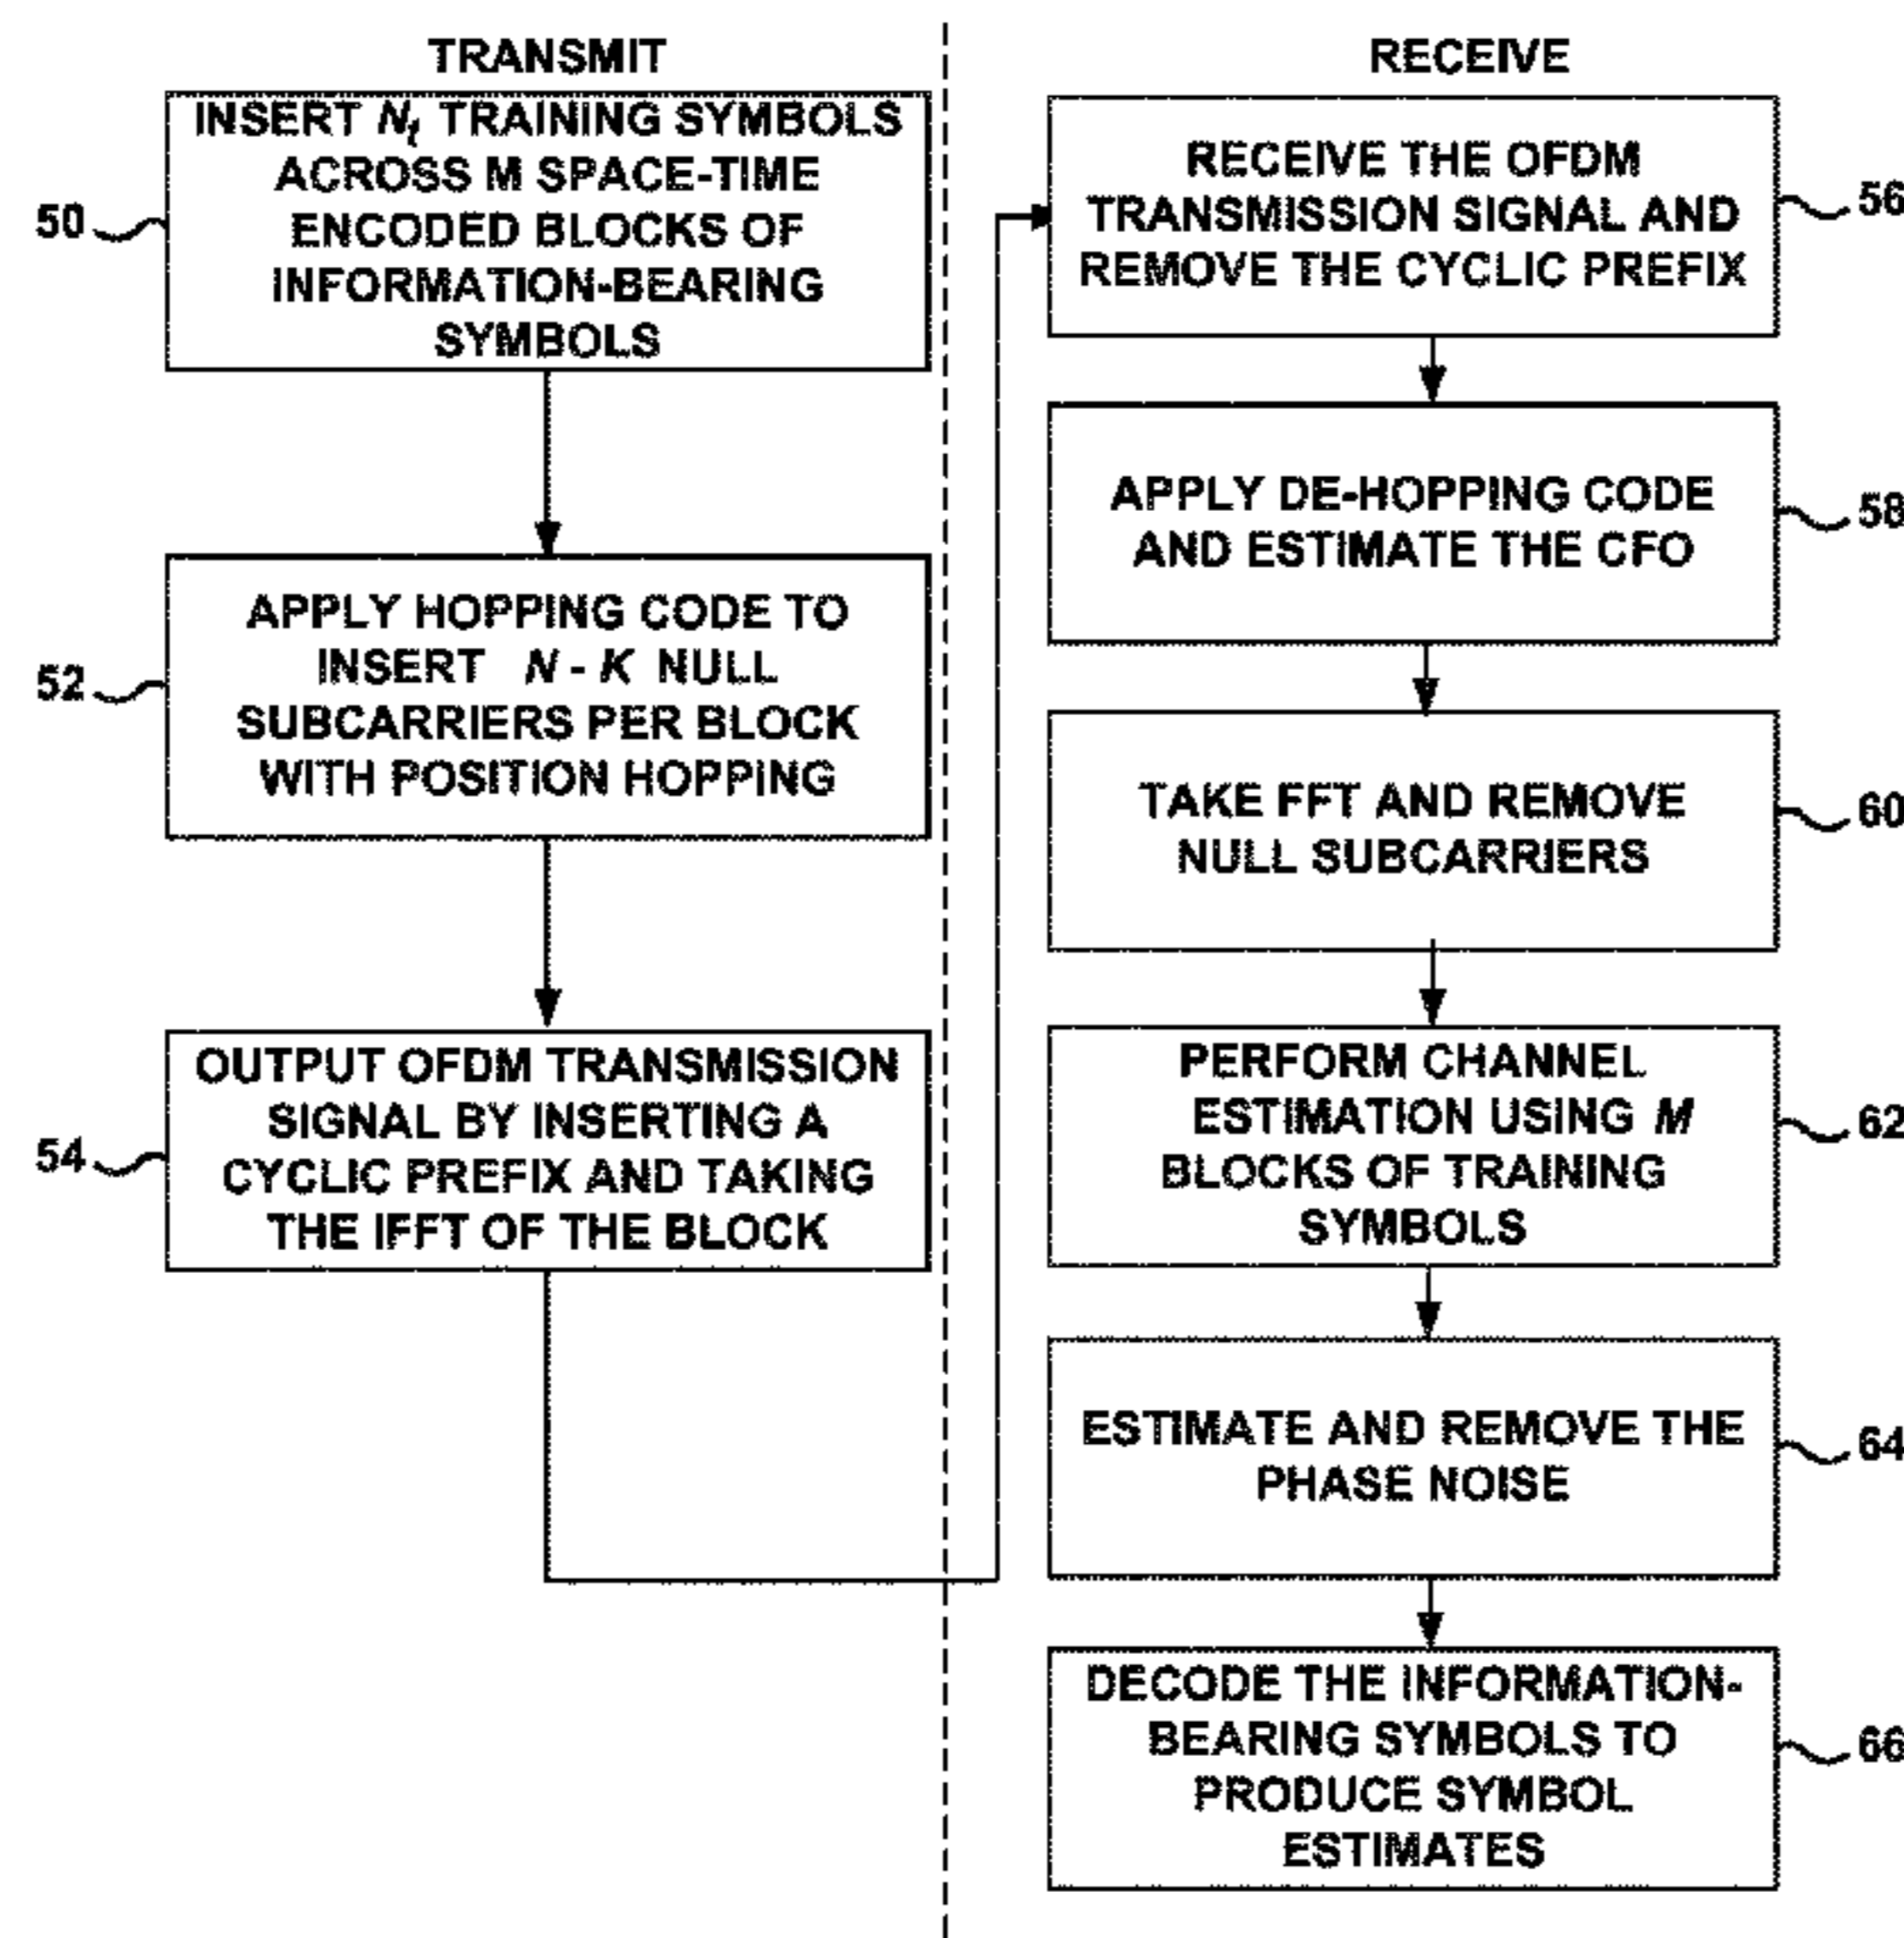 TRANSMIT
INSERT Nt TRAINING SYMBOLS
ACROSS M SPACE-TIME
ENCODED BLOCKS OF
INFORMATION-BEARING
SYMBOLS
50
APPLY HOPPING CODE TO
INSERT N - K NULL
SUBCARRIERS PER BLOCK
WITH POSITION HOPPING
52
OUTPUT OFDM TRANSMISSION
SIGNAL BY INSERTING A
CYCLIC PREFIX AND TAKING
THE IFFT OF THE BLOCK
54
RECEIVE
RECEIVE THE OFDM
TRANSMISSION SIGNAL AND
REMOVE THE CYCLIC PREFIX
56
APPLY DE-HOPPING CODE
AND ESTIMATE THE CFO
58
TAKE FFT AND REMOVE
NULL SUBCARRIERS
60
PERFORM CHANNEL
ESTIMATION USING M
BLOCKS OF TRAINING
SYMBOLS
62
ESTIMATE AND REMOVE THE
PHASE NOISE
64
DECODE THE INFORMATION-
BEARING SYMBOLS TO
PRODUCE SYMBOL
ESTIMATES
66